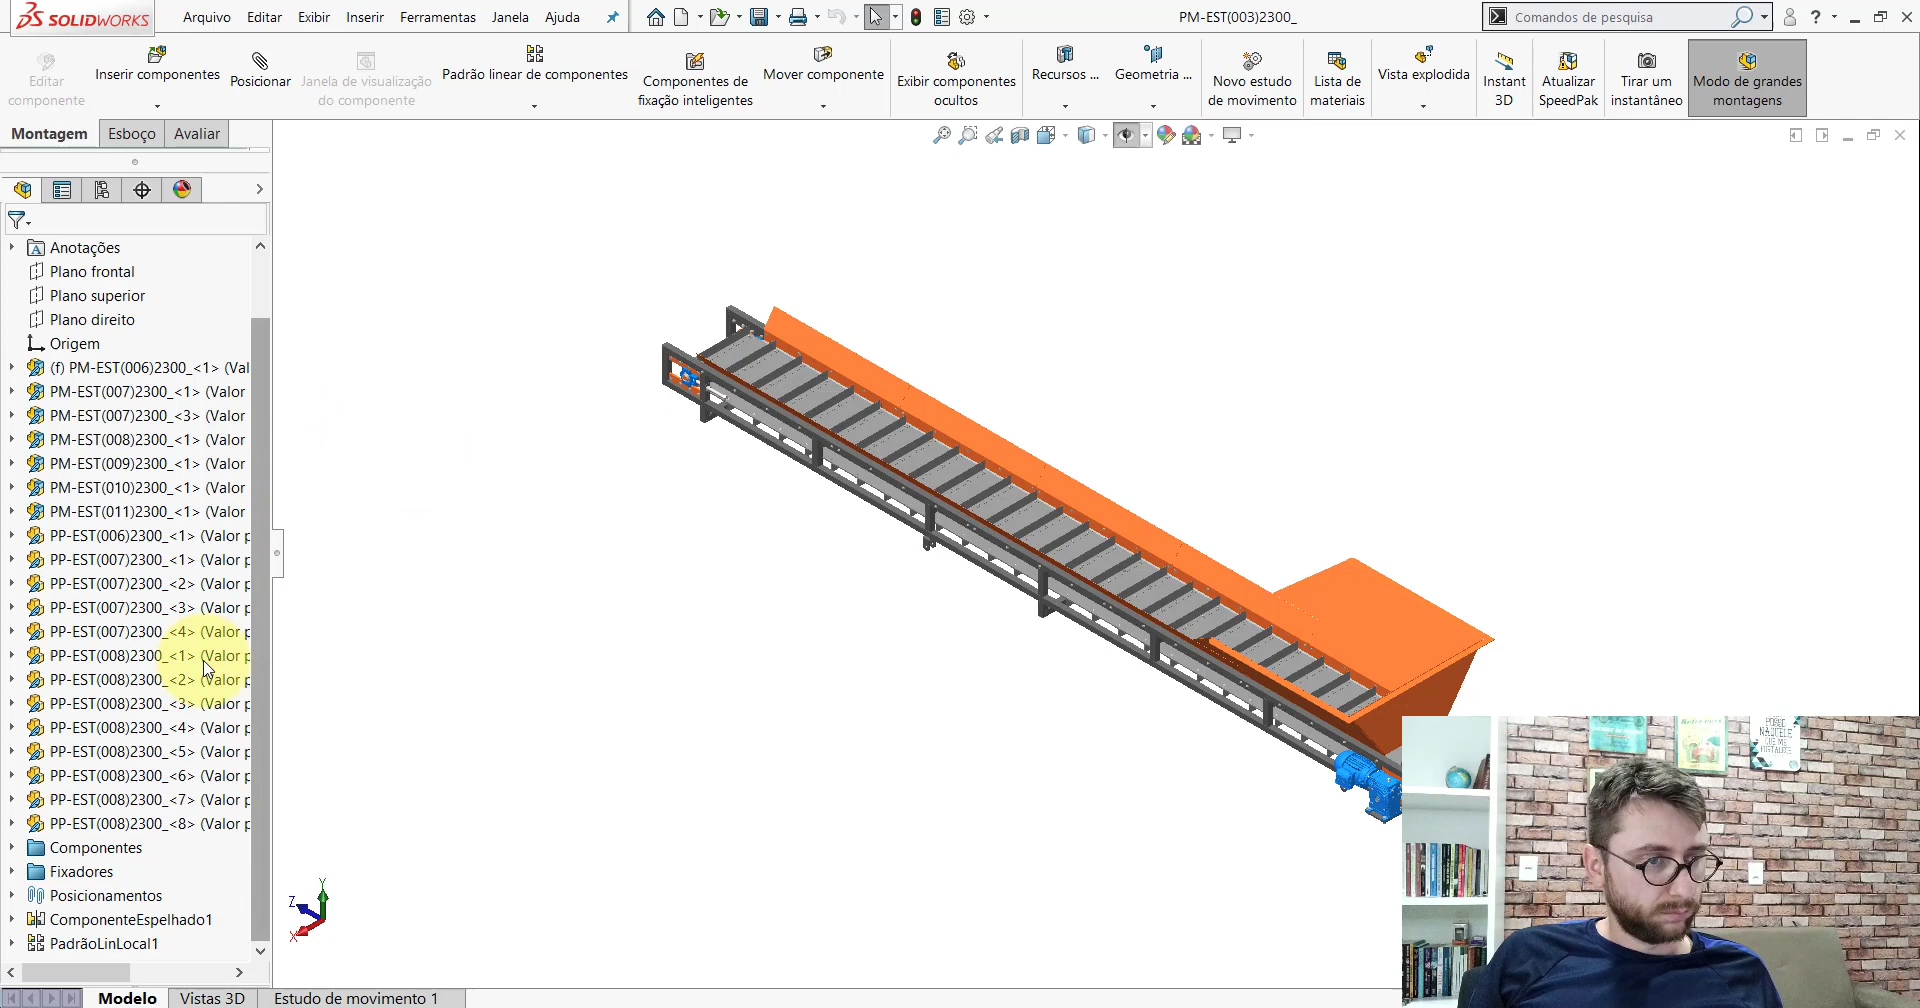 SOLIDWORKS
Arquivo Editar Exibir Inserir Ferramentas Janela Ajuda
PM-EST(003)2300_
Comandos de pesquisa
?
Editar componente
Inserir componentes
Posicionar
Janela de visualização do componente
Padrão linear de componentes
Componentes de fixação inteligentes
Mover componente
Exibir componentes ocultos
Recursos ...
Geometria ...
Novo estudo de movimento
Lista de materiais
Vista explodida
Instant 3D
Atualizar SpeedPak
Tirar um instantâneo
Modo de grandes montagens
Montagem Esboço Avaliar
Anotações
Plano frontal
Plano superior
Plano direito
Origem
(f) PM-EST(006)2300_<1> (Val
PM-EST(007)2300_<1> (Valor
PM-EST(007)2300_<3> (Valor
PM-EST(008)2300_<1> (Valor
PM-EST(009)2300_<1> (Valor
PM-EST(010)2300_<1> (Valor
PM-EST(011)2300_<1> (Valor
PP-EST(006)2300_<1> (Valor p
PP-EST(007)2300_<1> (Valor p
PP-EST(007)2300_<2> (Valor p
PP-EST(007)2300_<3> (Valor p
PP-EST(007)2300_<4> (Valor p
PP-EST(008)2300_<1> (Valor p
PP-EST(008)2300_<2> (Valor p
PP-EST(008)2300_<3> (Valor p
PP-EST(008)2300_<4> (Valor p
PP-EST(008)2300_<5> (Valor p
PP-EST(008)2300_<6> (Valor p
PP-EST(008)2300_<7> (Valor p
PP-EST(008)2300_<8> (Valor p
Componentes
Fixadores
Posicionamentos
ComponenteEspelhado1
PadrãoLinLocal1
Y
Z
X
Modelo Vistas 3D Estudo de movimento 1
NAQUELE
QUE ME
FORTALECE